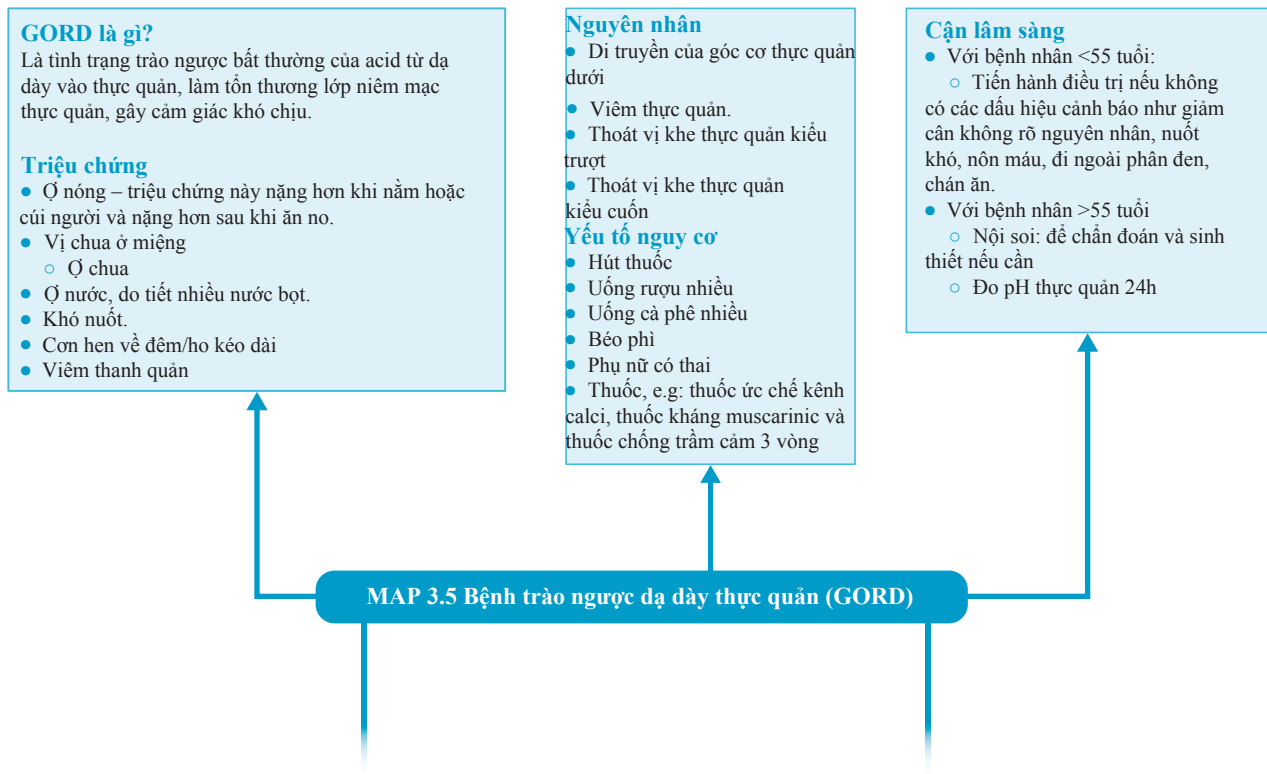 GORD là gì?
Là tình trạng trào ngược bất thường của acid từ dạ
dày vào thực quản, làm tổn thương lớp niêm mạc
thực quản, gây cảm giác khó chịu.
Triệu chứng
● Ợ nóng – triệu chứng này nặng hơn khi nằm hoặc
cúi người và nặng hơn sau khi ăn no.
● Vị chua ở miệng
○ Ợ chua
● Ợ nước, do tiết nhiều nước bọt.
● Khó nuốt.
● Cơn hen về đêm/ho kéo dài
● Viêm thanh quản
Nguyên nhân
● Di truyền của góc cơ thực quản
dưới
● Viêm thực quản.
● Thoát vị khe thực quản kiểu
trượt
● Thoát vị khe thực quản
kiểu cuốn
Yếu tố nguy cơ
● Hút thuốc
● Uống rượu nhiều
● Uống cà phê nhiều
● Béo phì
● Phụ nữ có thai
● Thuốc, e.g: thuốc ức chế kênh
calci, thuốc kháng muscarinic và
thuốc chống trầm cảm 3 vòng
Cận lâm sàng
● Với bệnh nhân <55 tuổi:
○ Tiến hành điều trị nếu không
có các dấu hiệu cảnh báo như giảm
cân không rõ nguyên nhân, nuốt
khó, nôn máu, đi ngoài phân đen,
chán ăn.
● Với bệnh nhân >55 tuổi
○ Nội soi: để chẩn đoán và sinh
thiết nếu cần
○ Đo pH thực quản 24h
MAP 3.5 Bệnh trào ngược dạ dày thực quản (GORD)